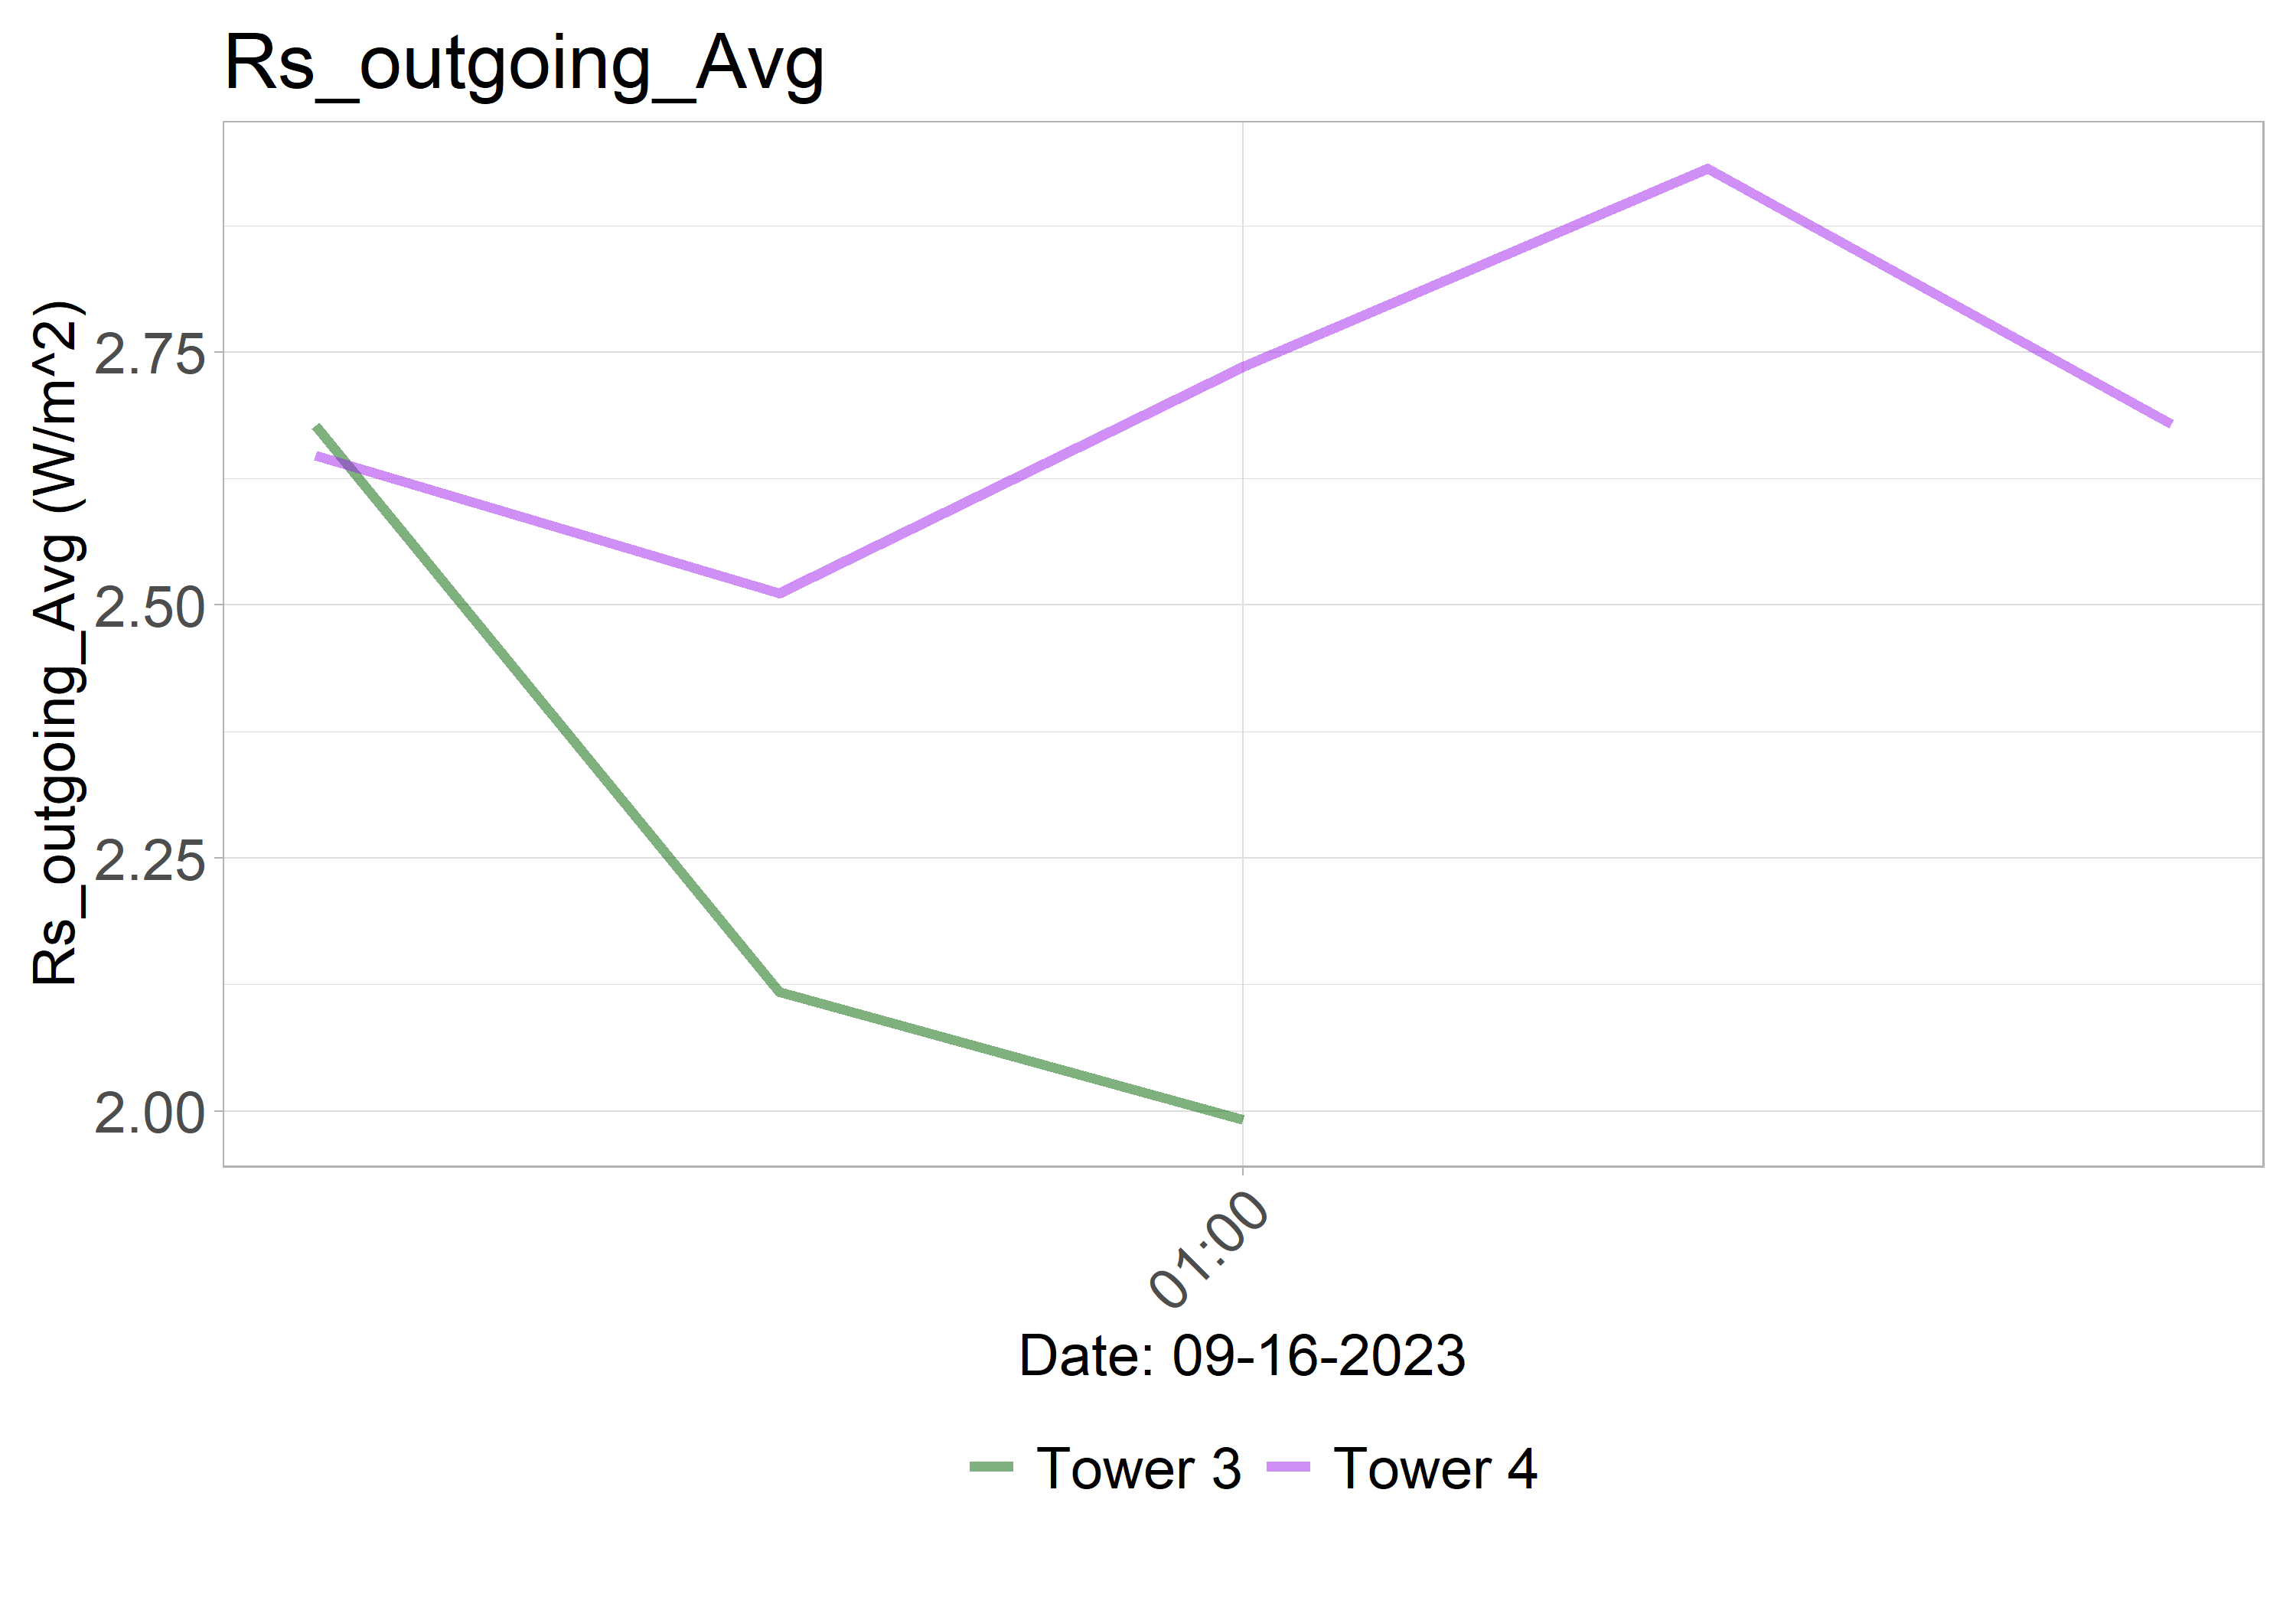 Rs_outgoing_Avg
Rs_outgoing_Avg (W/m^2)
2.75
2.50
2.25
2.00
01:00
Date: 09-16-2023
Tower 3 Tower 4